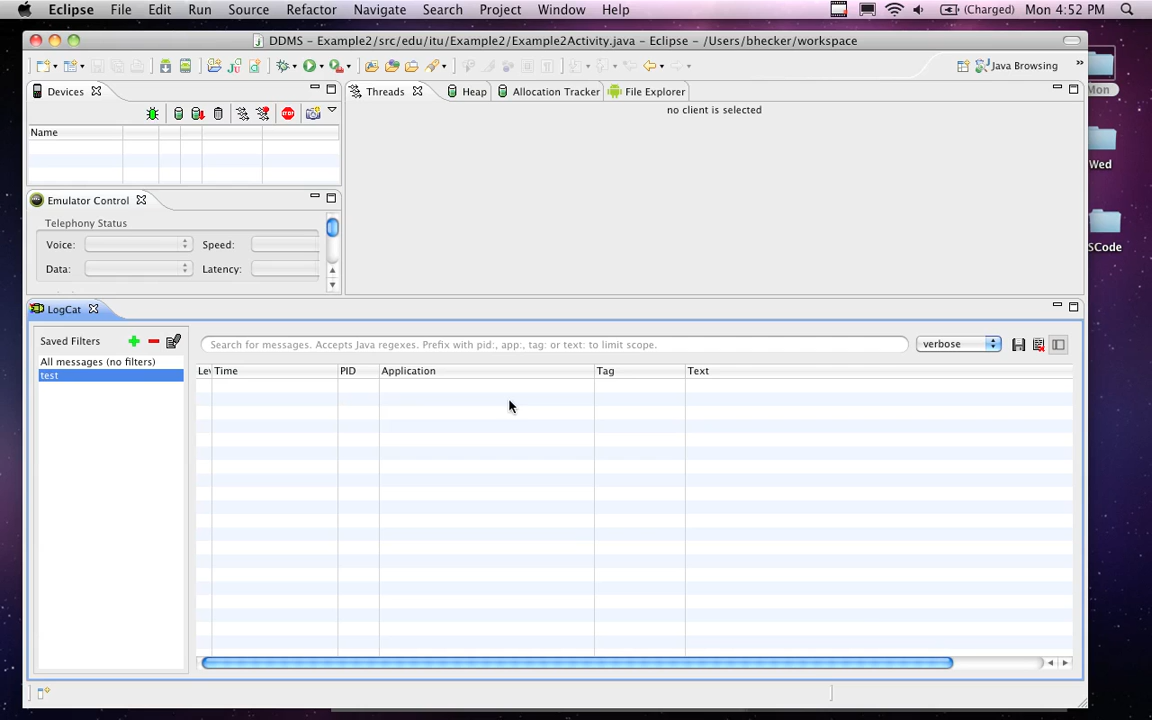 Eclipse File Edit Run Source Refactor Navigate Search Project Window Help (Charged) Mon 4:52 PM
DDMS – Example2/src/edu/itu/Example2/Example2Activity.java – Eclipse – /Users/bhecker/workspace
Java Browsing
Mon
Wed
SCode
Devices
Name
Threads Heap Allocation Tracker File Explorer
no client is selected
Emulator Control
Telephony Status
Voice: Speed:
Data: Latency:
LogCat
Saved Filters
All messages (no filters)
test
Search for messages. Accepts Java regexes. Prefix with pid:, app:, tag: or text: to limit scope.
verbose
Lev Time PID Application Tag Text